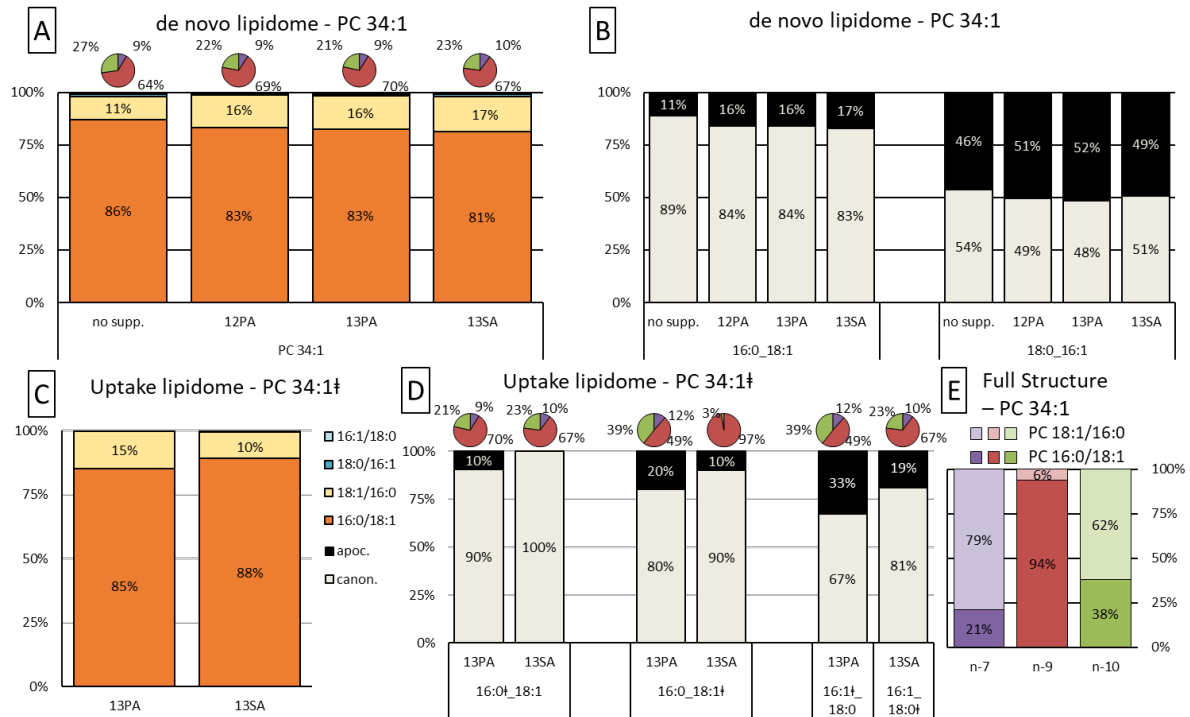 A
de novo lipidome - PC 34:1
27% 9% 22% 9% 21% 9% 23% 10%
64% 69% 70% 67%
100%
11% 16% 16% 17%
75%
50%
86% 83% 83% 81%
25%
0%
no supp. 12PA 13PA 13SA
PC 34:1
B
de novo lipidome - PC 34:1
100%
11% 16% 16% 17%
46% 51% 52% 49%
75%
50%
89% 84% 84% 83%
54% 49% 48% 51%
25%
0%
no supp. 12PA 13PA 13SA no supp. 12PA 13PA 13SA
16:0_18:1 18:0_16:1
C
Uptake lipidome - PC 34:1ƚ
100%
15% 10%
75%
50%
85% 88%
25%
0%
13PA 13SA
16:1/18:0
18:0/16:1
18:1/16:0
16:0/18:1
apoc.
canon.
D
Uptake lipidome - PC 34:1ƚ
21% 9% 23% 10% 39% 12% 3% 39% 12% 23% 10%
70% 67% 49% 97% 49% 67%
100%
10% 20% 10% 33% 19%
75%
50%
90% 100% 80% 90% 67% 81%
25%
0%
13PA 13SA 13PA 13SA 13PA 13SA
16:0ƚ_18:1 16:0_18:1ƚ 16:1ƚ_ 16:1_
18:0 18:0ƚ
E
Full Structure
– PC 34:1
PC 18:1/16:0
PC 16:0/18:1
100%
6%
79% 62%
75%
94%
50%
38%
25%
21%
0%
n-7 n-9 n-10